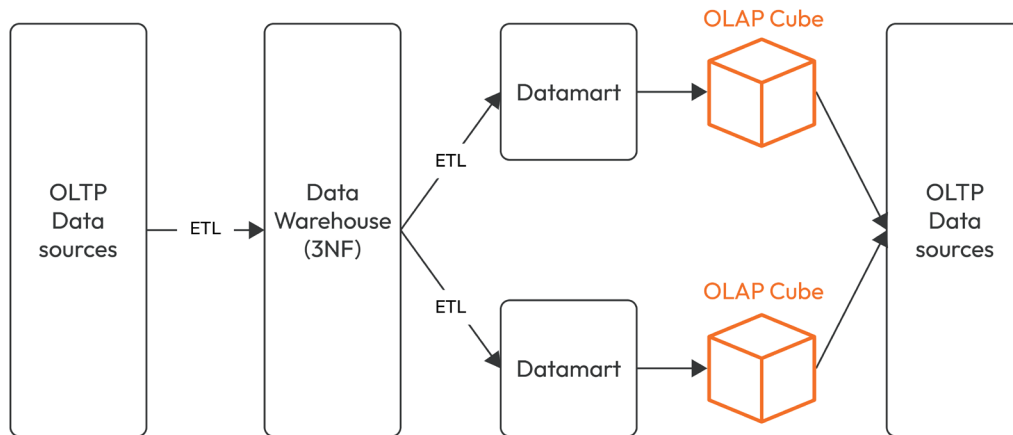 OLTP
Data
sources
ETL
Data
Warehouse
(3NF)
ETL
ETL
Datamart
OLAP Cube
Datamart
OLAP Cube
OLTP
Data
sources